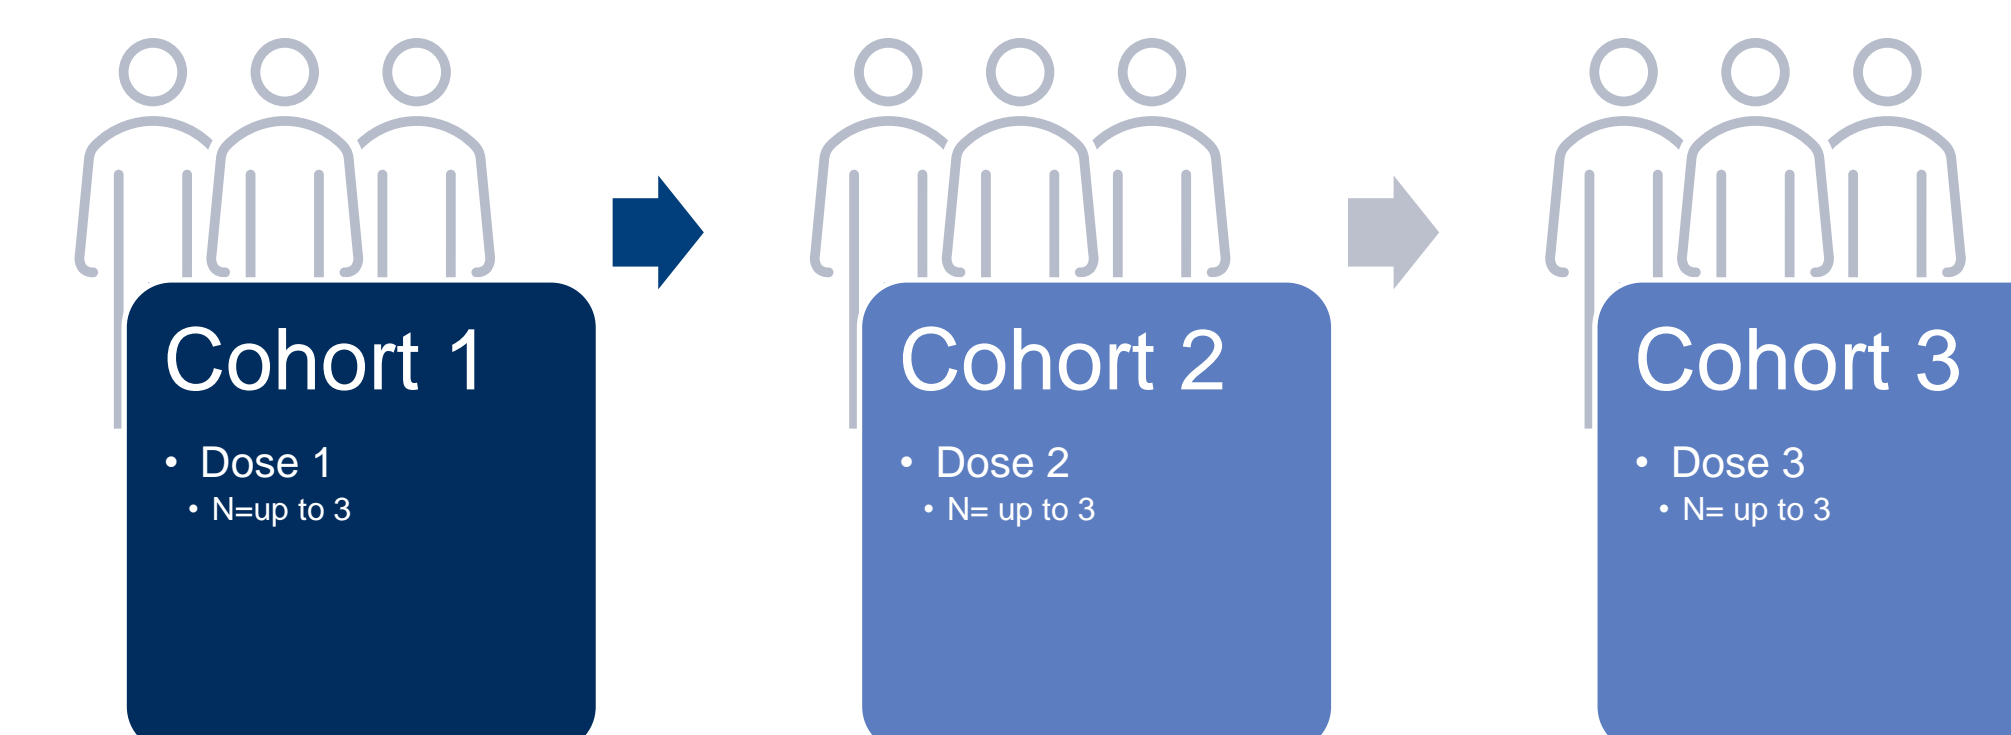 Cohort 1
• Dose 1
• N=up to 3
Cohort 2
• Dose 2
• N= up to 3
Cohort 3
• Dose 3
• N= up to 3